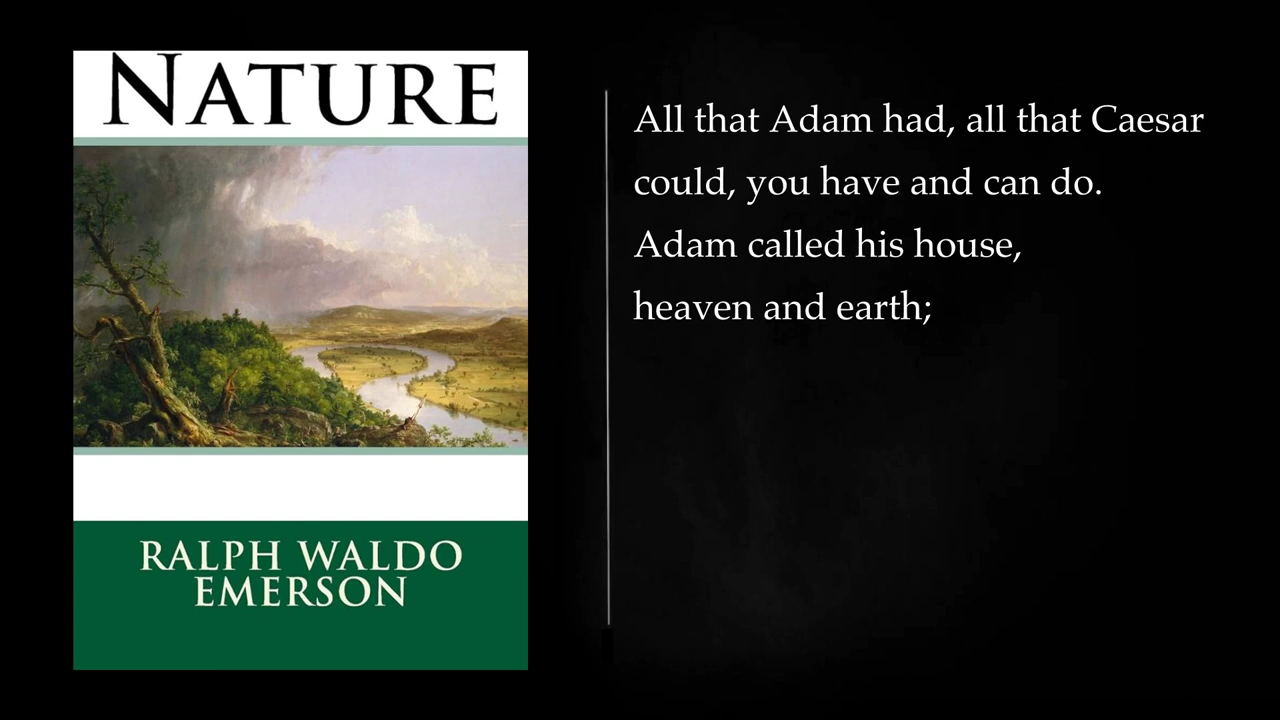 NATURE
RALPH WALDO
EMERSON
All that Adam had, all that Caesar
could, you have and can do.
Adam called his house,
heaven and earth;